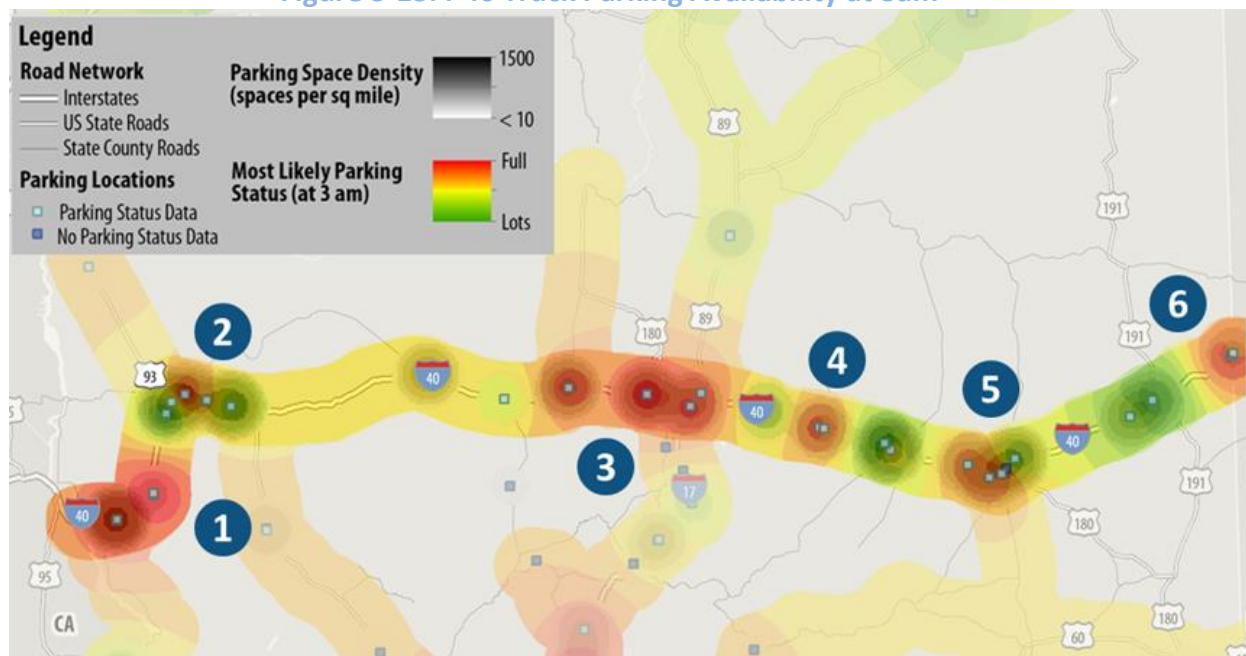 Legend
Road Network
Interstates
US State Roads
State County Roads
Parking Locations
Parking Status Data
No Parking Status Data
Parking Space Density
(spaces per sq mile)
1500
< 10
Most Likely Parking
Status (at 3 am)
Full
Lots
89
191
6
2
180
89
191
93
40
4
5
40
40
3
17
1
40
191
180
95
CA
60
180